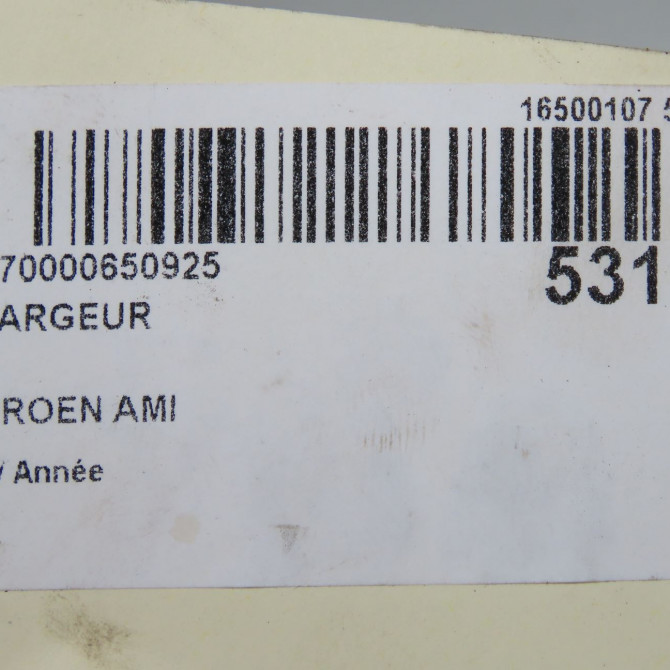 16500107 5
70000650925
531
ARGEUR
ROEN AMI
/ Année